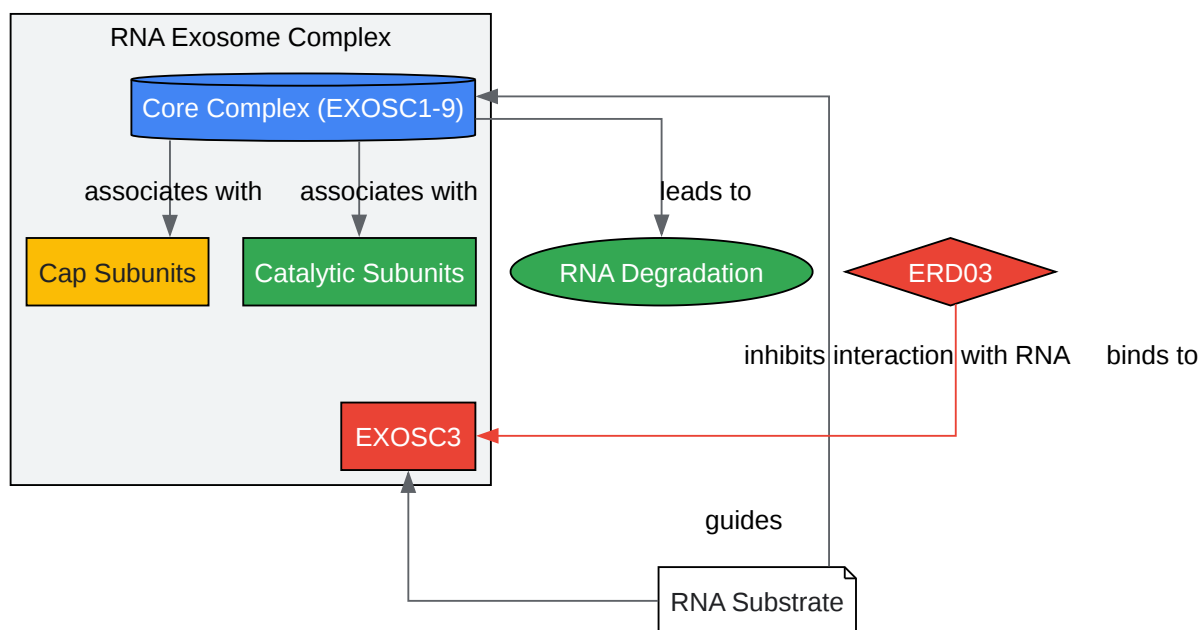 RNA Exosome Complex
Core Complex (EXOSC1-9)
associates with
associates with
leads to
Cap Subunits
Catalytic Subunits
RNA Degradation
ERD03
inhibits interaction with RNA
binds to
EXOSC3
guides
RNA Substrate